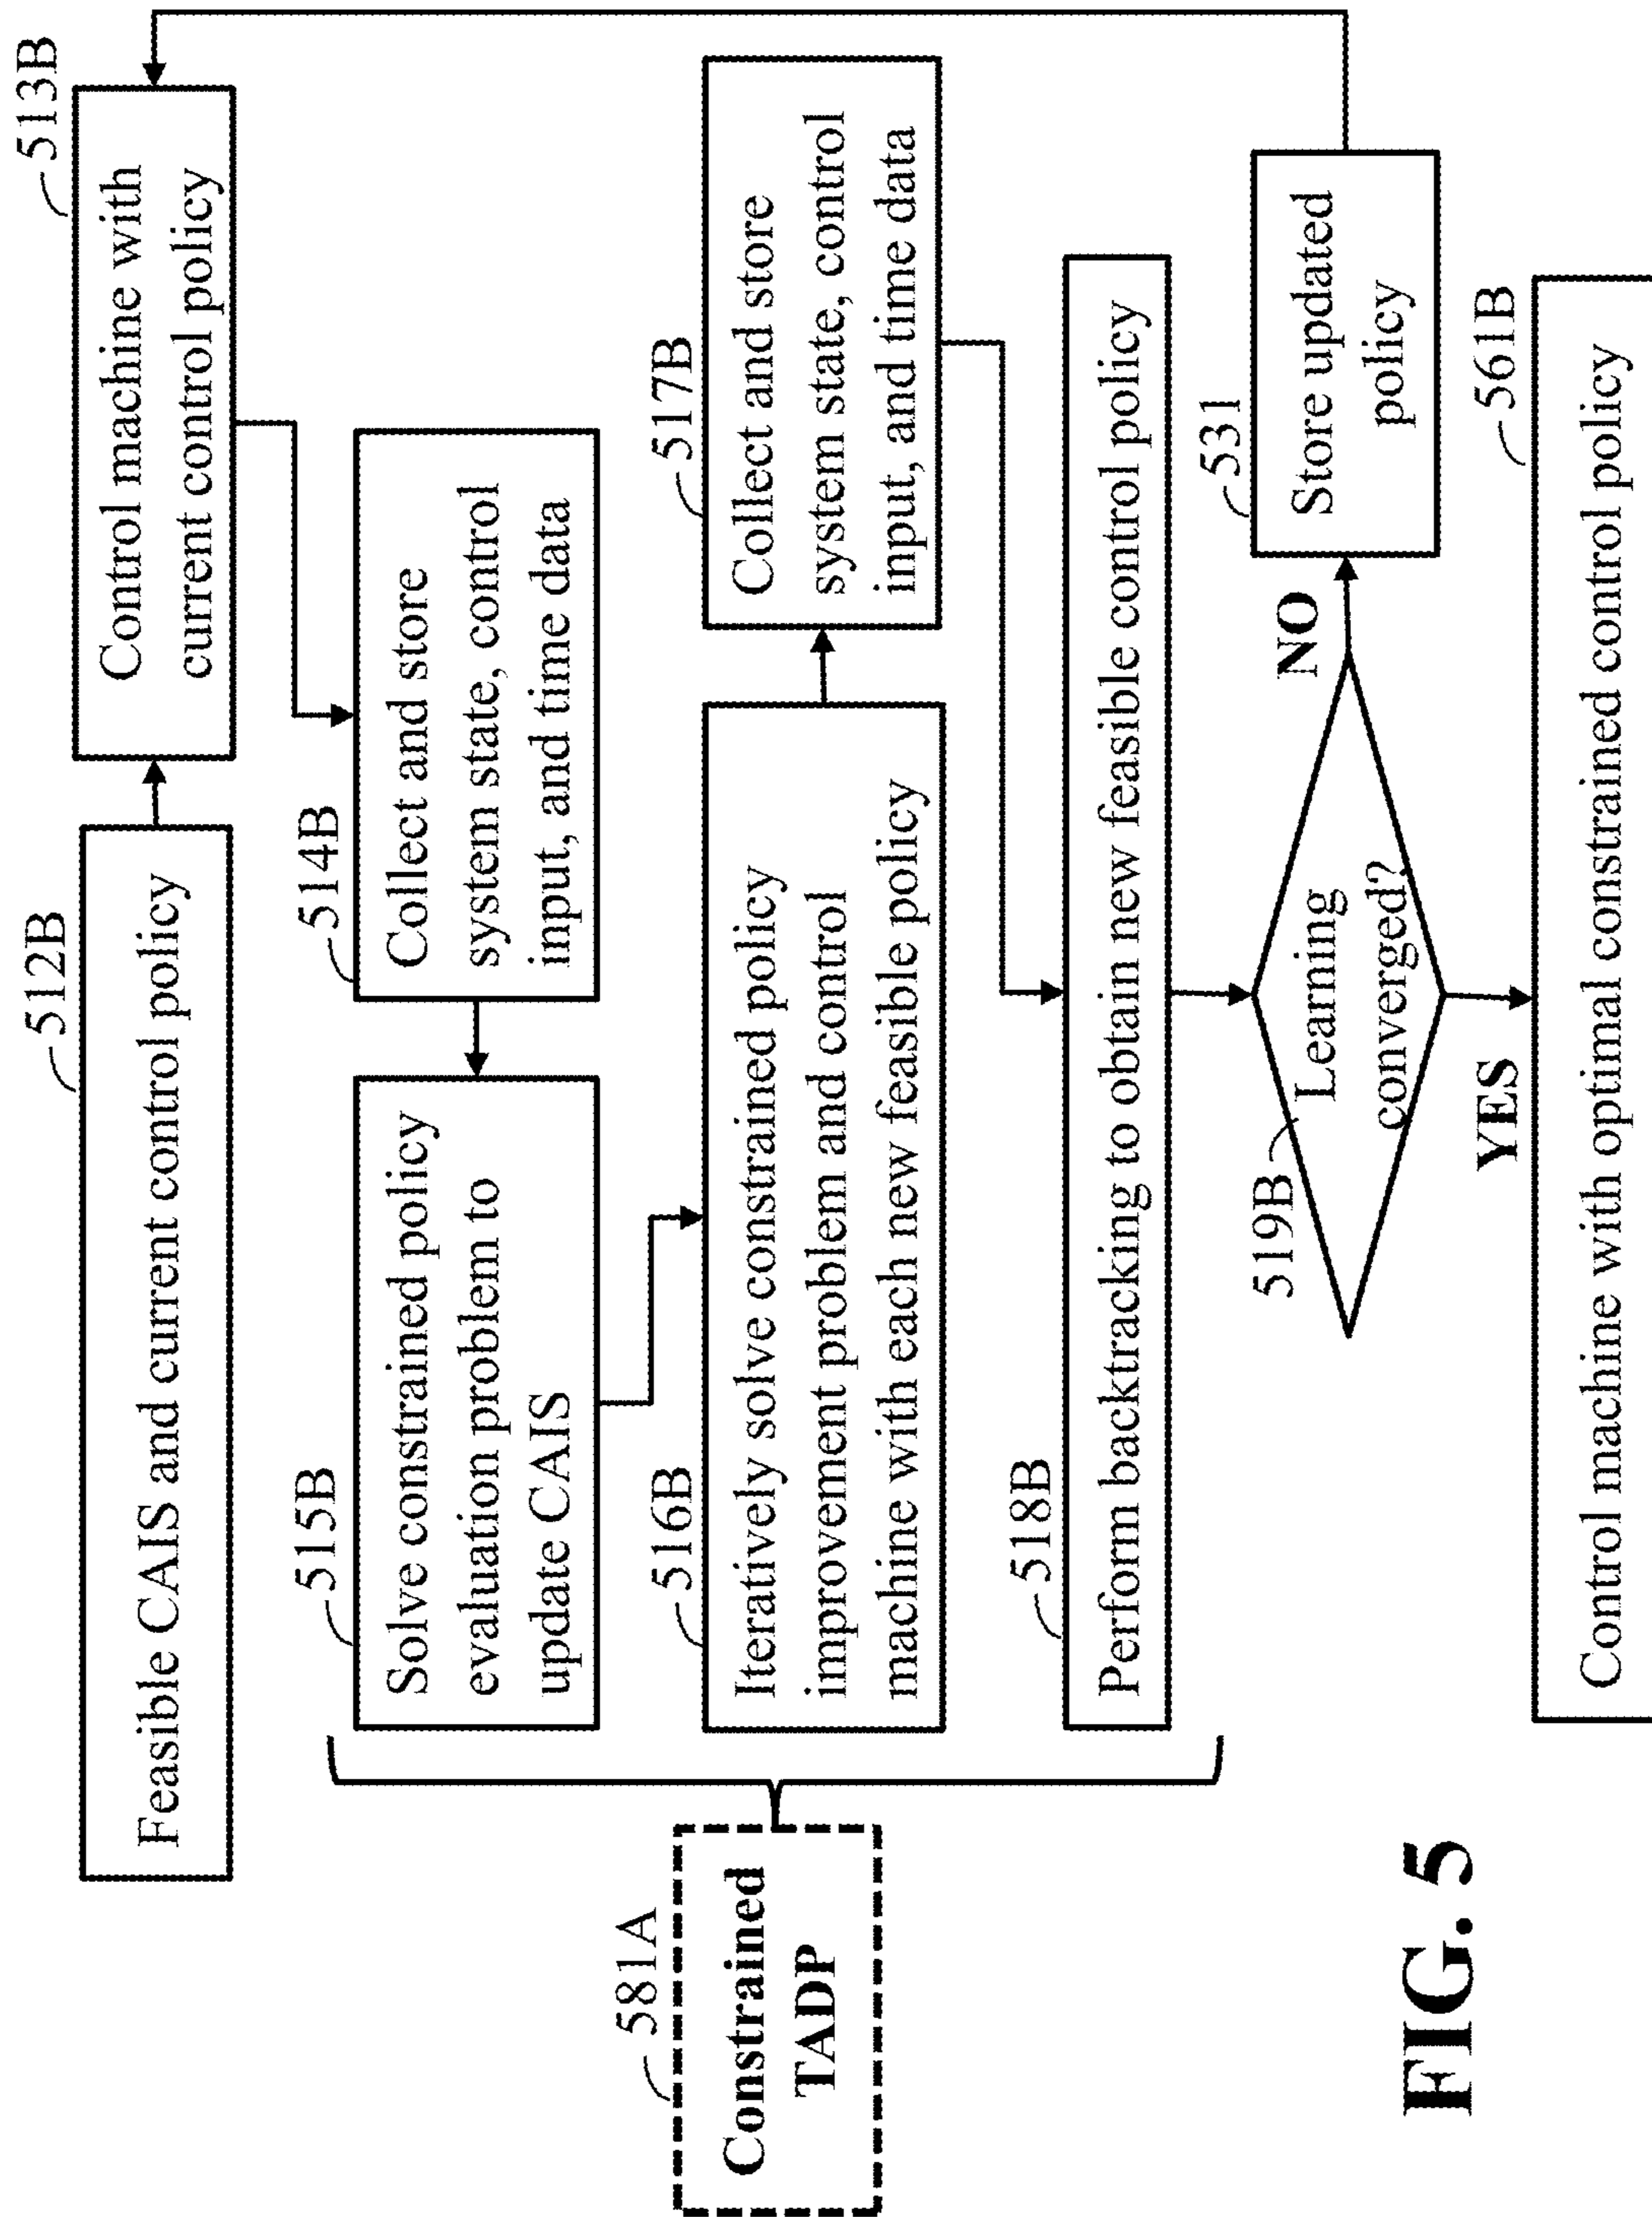 512B
Feasible CAIS and current control policy
513B
Control machine with
current control policy
514B
Collect and store
system state, control
input, and time data
515B
Solve constrained policy
evaluation problem to
update CAIS
516B
Iteratively solve constrained policy
improvement problem and control
machine with each new feasible policy
517B
Collect and store
system state, control
input, and time data
581A
Constrained
TADP
518B
Perform backtracking to obtain new feasible control policy
519B
Learning
converged?
NO
531
Store updated
policy
YES
561B
Control machine with optimal constrained control policy
FIG. 5